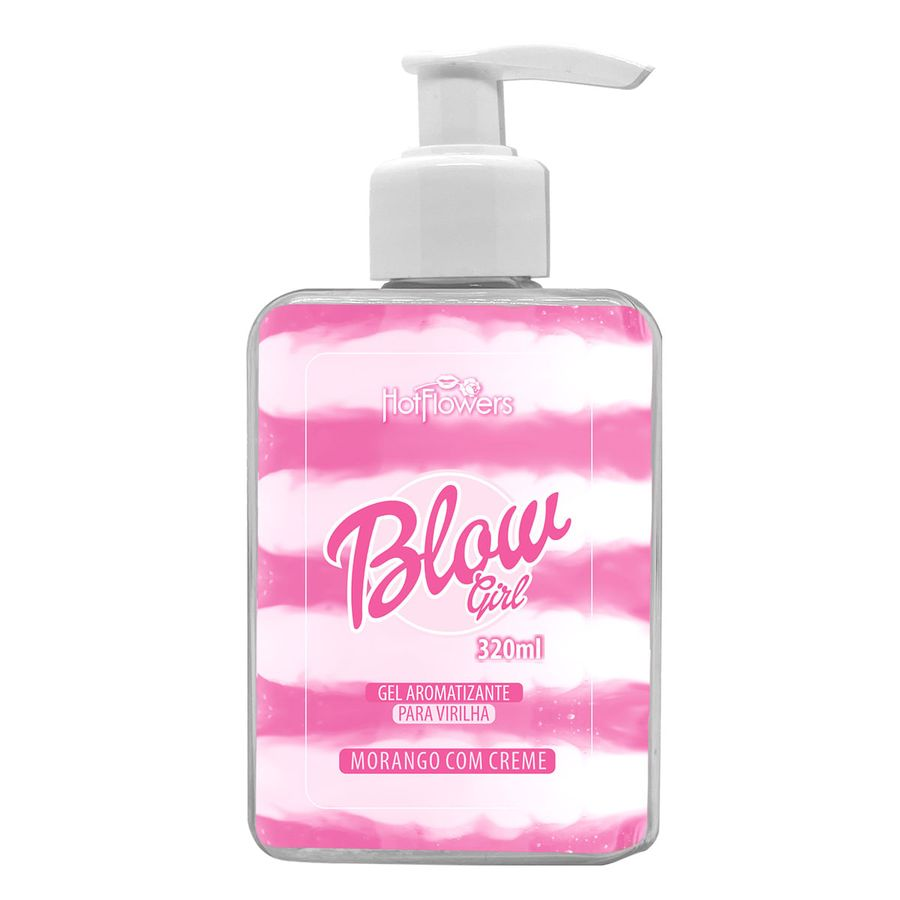 HotFlowers
Blow
Girl
320ml
GEL AROMATIZANTE
PARA VIRILHA
MORANGO COM CREME